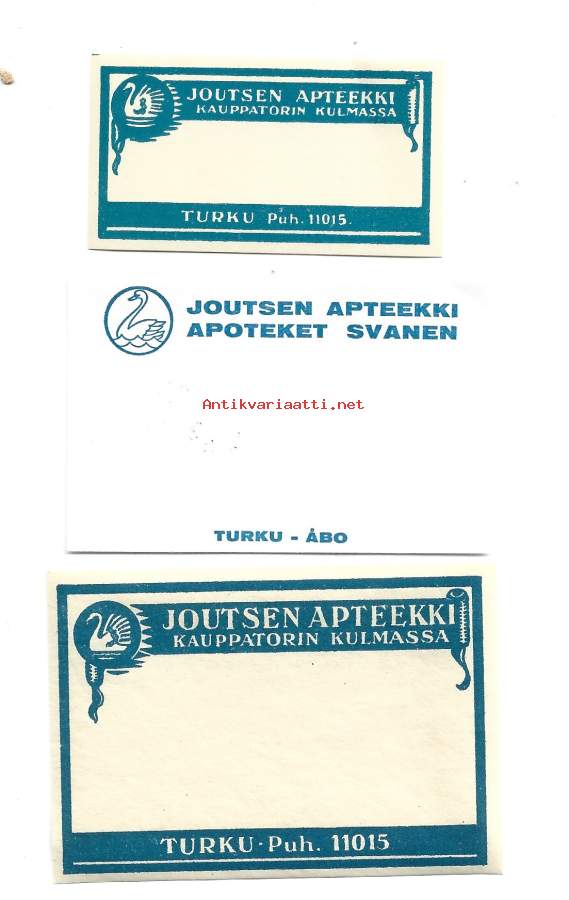 JOUTSEN APTEEKKI
KAUPPATORIN KULMASSA
TURKU Puh. 11015.
JOUTSEN APTEEKKI
APOTEKET SVANEN
Antikvariaatti.net
TURKU - ÅBO
JOUTSEN APTEEKKI
KAUPPATORIN KULMASSA
TURKU · Puh. 11015